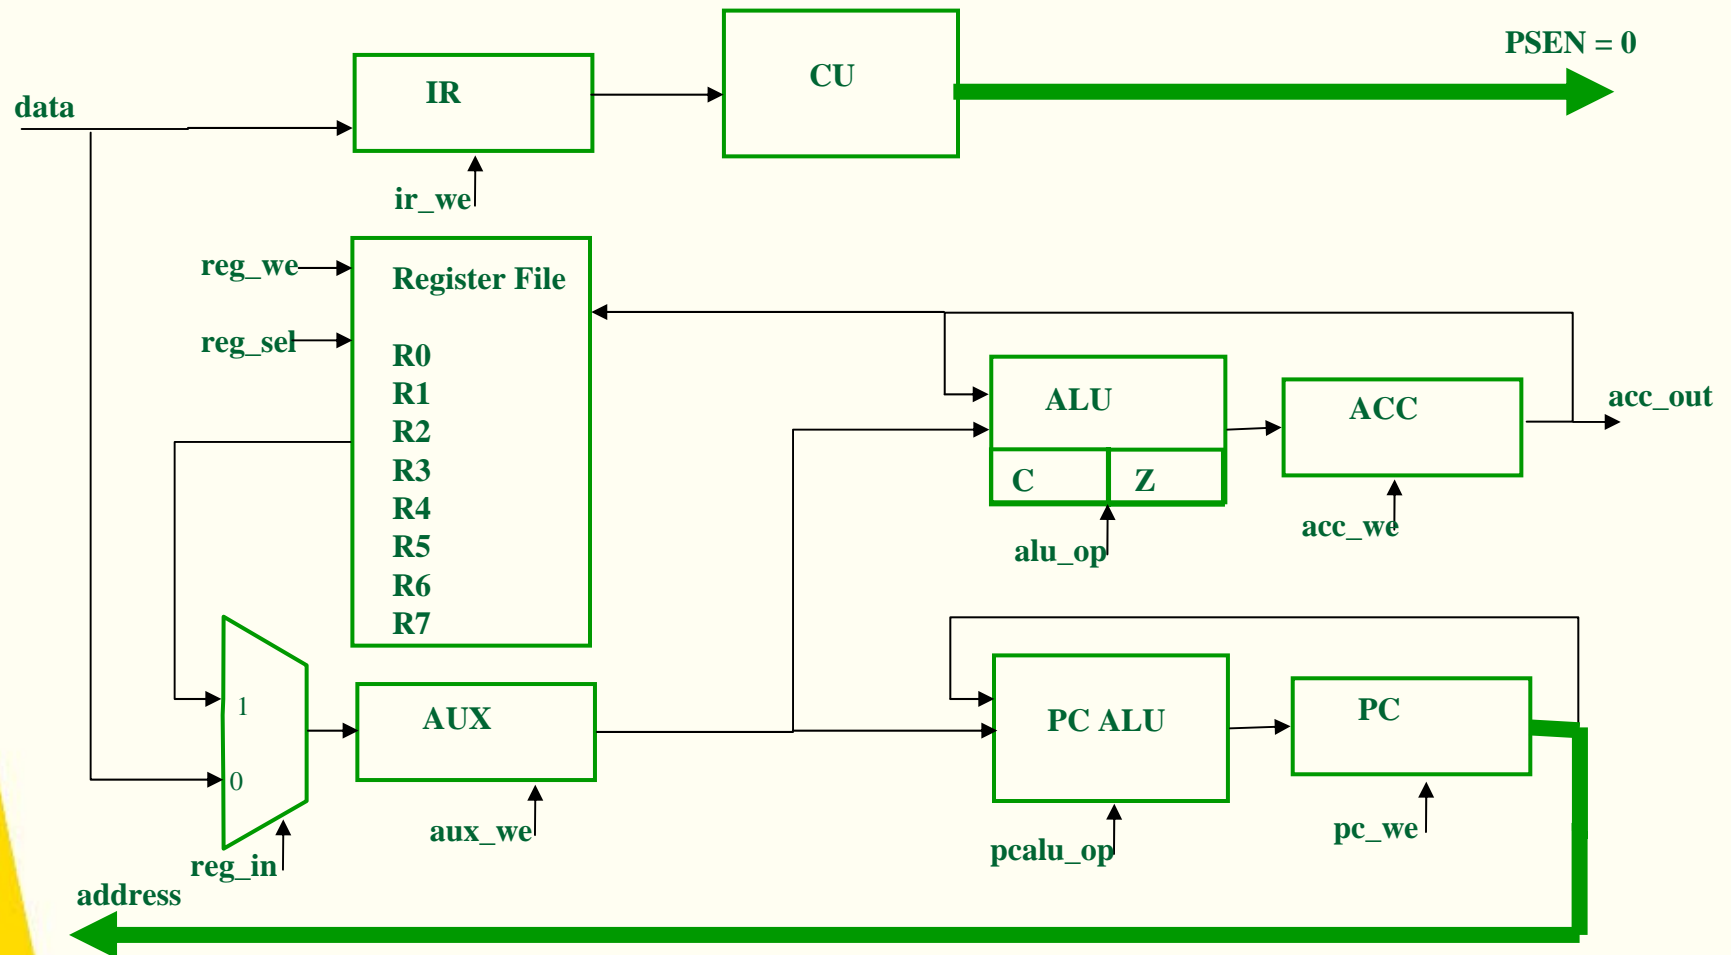 PSEN = 0
CU
IR
data
ir_we
reg_we
Register File
reg_sel
R0
R1
R2
R3
R4
R5
R6
R7
ALU
ACC
acc_out
C
Z
acc_we
alu_op
1
0
AUX
PC ALU
PC
aux_we
pcalu_op
pc_we
reg_in
address